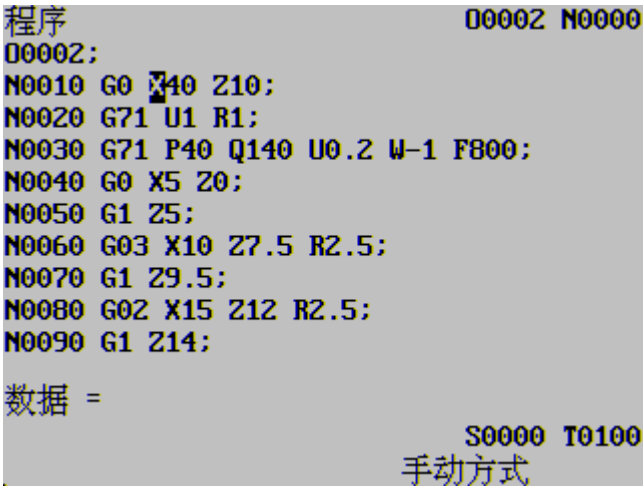 程序 O0002 N0000
O0002;
N0010 G0 X40 Z10;
N0020 G71 U1 R1;
N0030 G71 P40 Q140 U0.2 W-1 F800;
N0040 G0 X5 Z0;
N0050 G1 Z5;
N0060 G03 X10 Z7.5 R2.5;
N0070 G1 Z9.5;
N0080 G02 X15 Z12 R2.5;
N0090 G1 Z14;
数据 =
S0000 T0100
手动方式